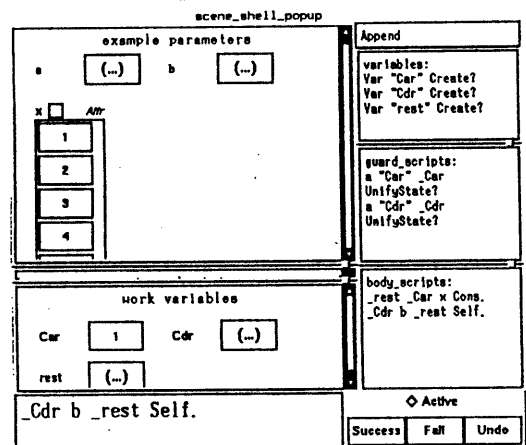 scene_shell_popup
example parameters
a (...) b (...)
x Attr
1
2
3
4
work variables
Car 1 Cdr (...)
rest (...)
_Cdr b _rest Self.
Append
variables:
Var "Car" Create?
Var "Cdr" Create?
Var "rest" Create?
guard_scripts:
a "Car" _Car
UnifyState?
a "Cdr" _Cdr
UnifyState?
body_scripts:
_rest _Car x Cons.
_Cdr b _rest Self.
Active
Success Fail Undo